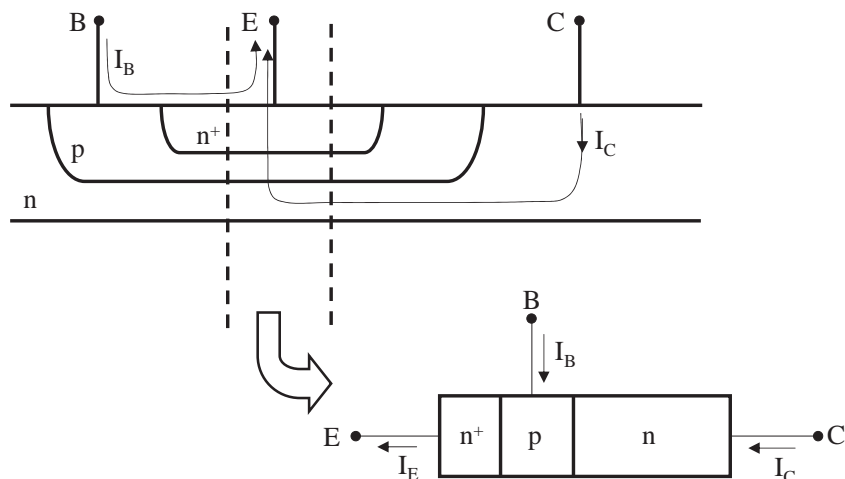 B E C
I_B
n⁺
I_C
p
n
B
I_B
E n⁺ p n C
I_E I_C